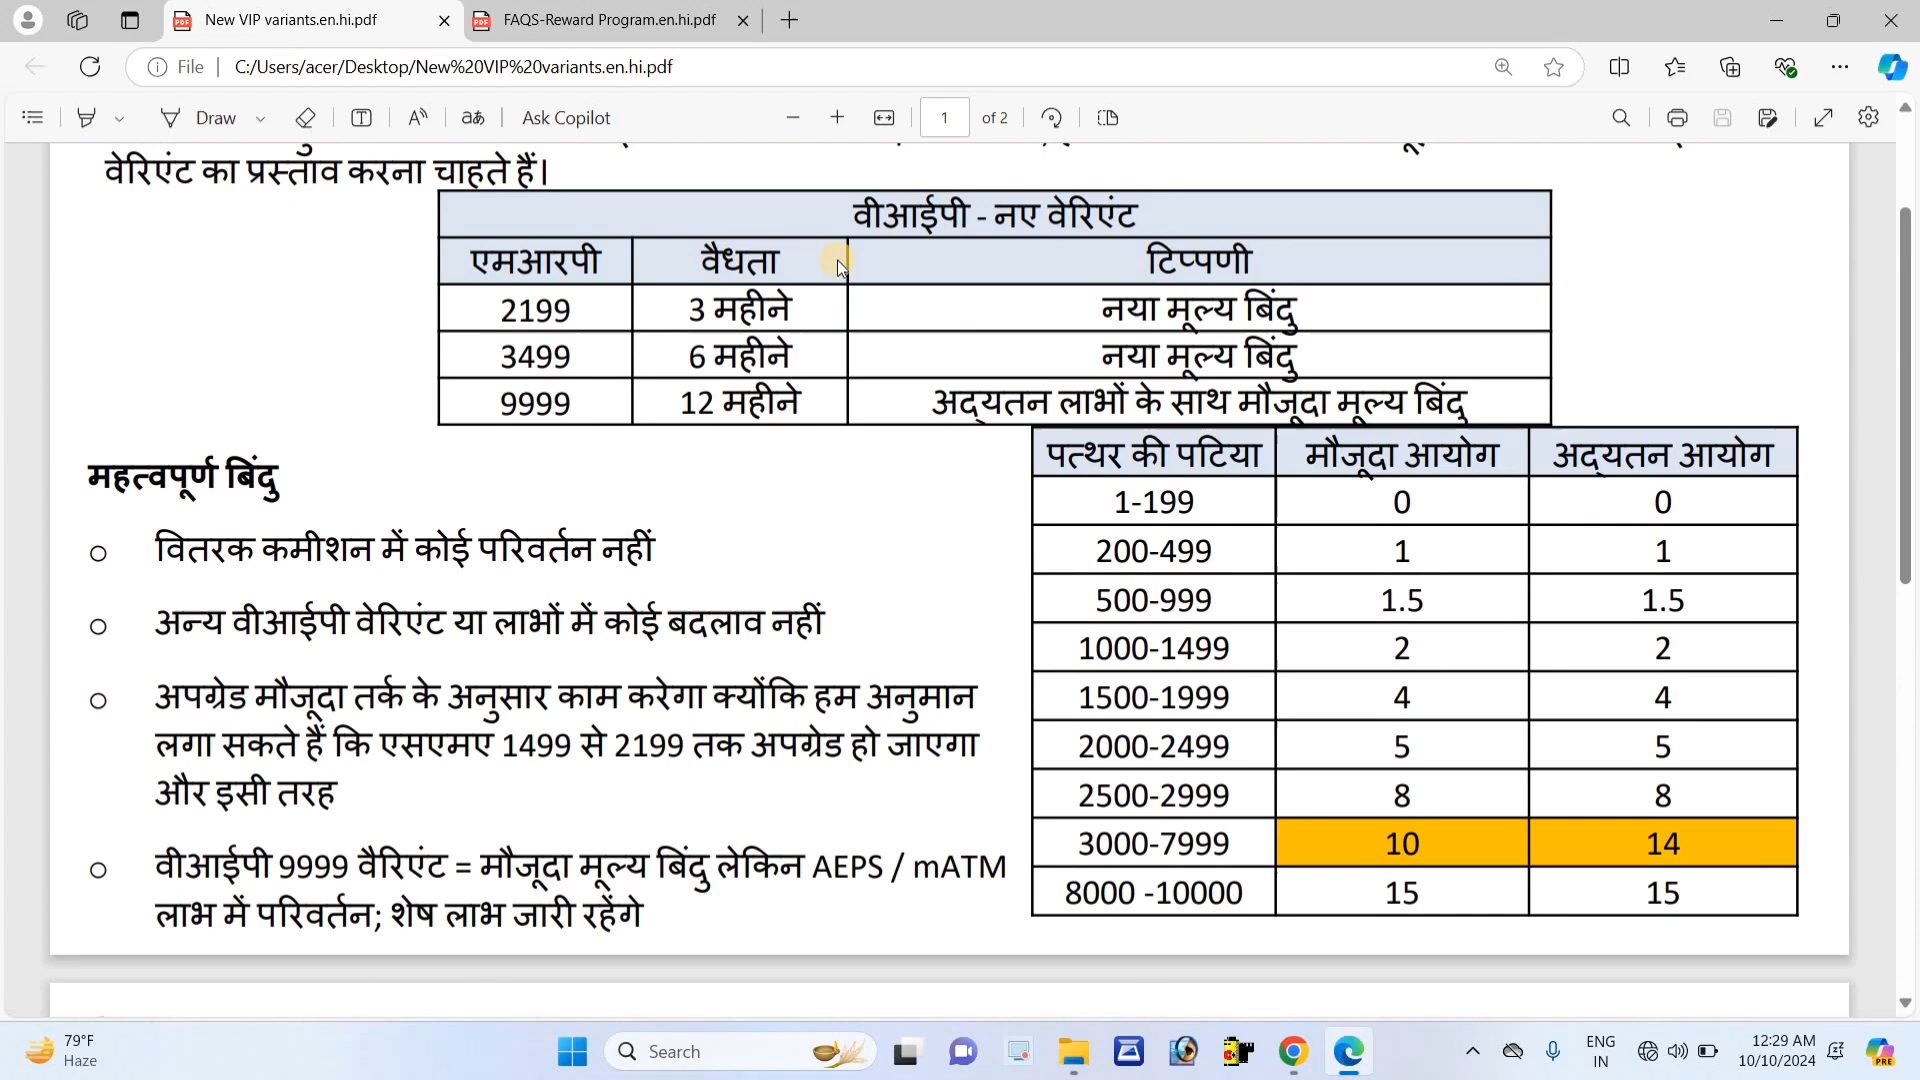 New VIP variants.en.hi.pdf
FAQS-Reward Program.en.hi.pdf
File
C:/Users/acer/Desktop/New%20VIP%20variants.en.hi.pdf
Draw
aあ
Ask Copilot
1 of 2
वेरिएंट का प्रस्ताव करना चाहते हैं।
वीआईपी - नए वेरिएंट
एमआरपी वैधता टिप्पणी
2199 3 महीने नया मूल्य बिंदु
3499 6 महीने नया मूल्य बिंदु
9999 12 महीने अद्यतन लाभों के साथ मौजूदा मूल्य बिंदु
महत्वपूर्ण बिंदु
वितरक कमीशन में कोई परिवर्तन नहीं
अन्य वीआईपी वेरिएंट या लाभों में कोई बदलाव नहीं
अपग्रेड मौजूदा तर्क के अनुसार काम करेगा क्योंकि हम अनुमान
लगा सकते हैं कि एसएमए 1499 से 2199 तक अपग्रेड हो जाएगा
और इसी तरह
वीआईपी 9999 वैरिएंट = मौजूदा मूल्य बिंदु लेकिन AEPS / mATM
लाभ में परिवर्तन; शेष लाभ जारी रहेंगे
पत्थर की पटिया मौजूदा आयोग अद्यतन आयोग
1-199 0 0
200-499 1 1
500-999 1.5 1.5
1000-1499 2 2
1500-1999 4 4
2000-2499 5 5
2500-2999 8 8
3000-7999 10 14
8000 -10000 15 15
79°F
Haze
Search
ENG
IN
12:29 AM
10/10/2024
PRE